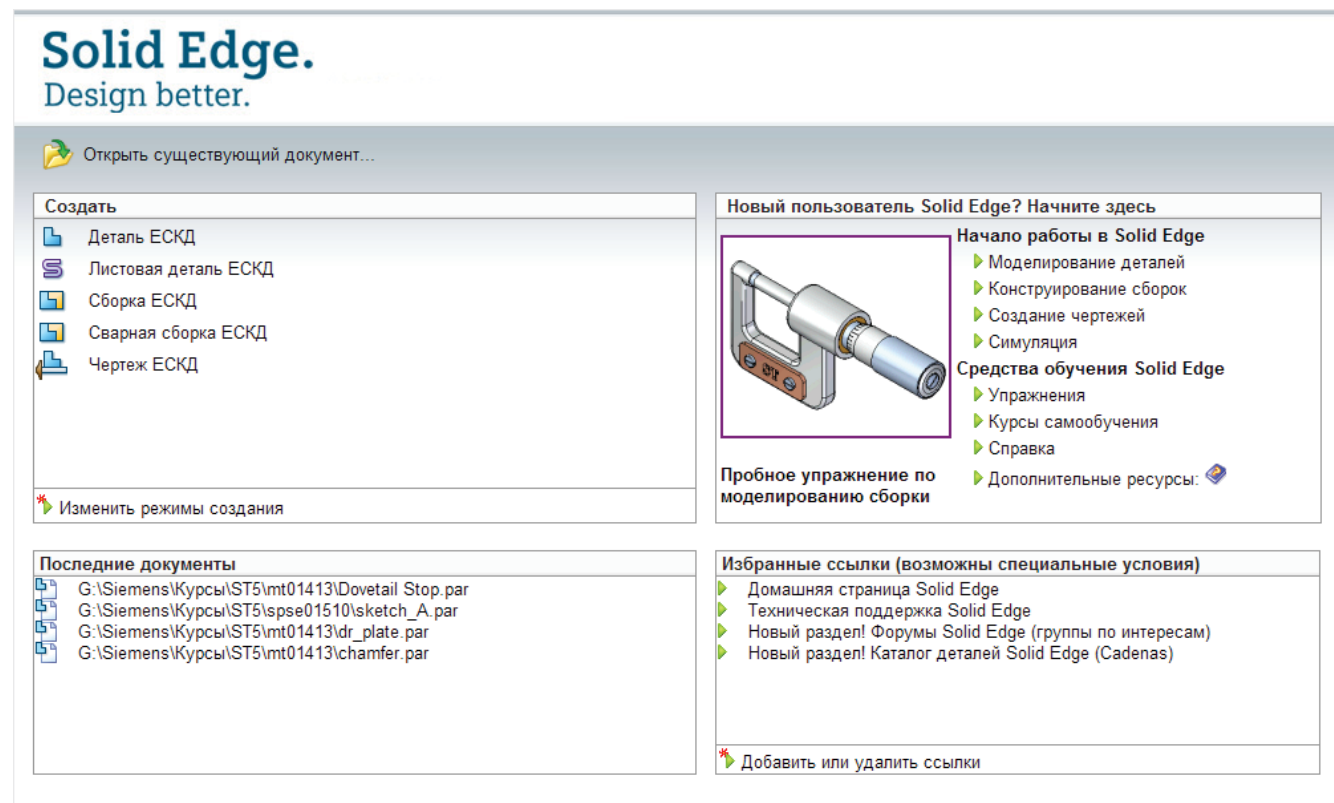 Solid Edge.
Design better.
Открыть существующий документ...
Создать
Деталь ЕСКД
Листовая деталь ЕСКД
Сборка ЕСКД
Сварная сборка ЕСКД
Чертеж ЕСКД
Изменить режимы создания
Новый пользователь Solid Edge? Начните здесь
ST
Пробное упражнение по
моделированию сборки
Начало работы в Solid Edge
Моделирование деталей
Конструирование сборок
Создание чертежей
Симуляция
Средства обучения Solid Edge
Упражнения
Курсы самообучения
Справка
Дополнительные ресурсы:
Последние документы
G:\Siemens\Курсы\ST5\mt01413\Dovetail Stop.par
G:\Siemens\Курсы\ST5\spse01510\sketch_A.par
G:\Siemens\Курсы\ST5\mt01413\dr_plate.par
G:\Siemens\Курсы\ST5\mt01413\chamfer.par
Избранные ссылки (возможны специальные условия)
Домашняя страница Solid Edge
Техническая поддержка Solid Edge
Новый раздел! Форумы Solid Edge (группы по интересам)
Новый раздел! Каталог деталей Solid Edge (Cadenas)
Добавить или удалить ссылки